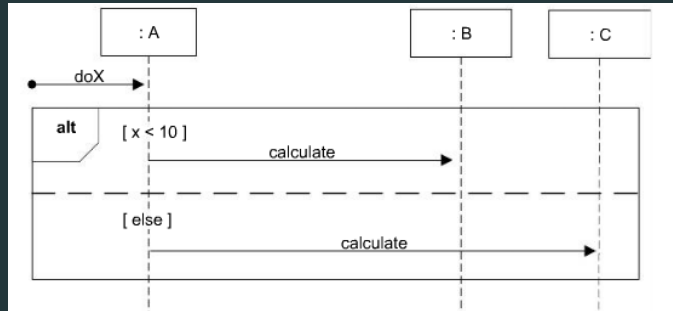 : A
: B
: C
doX
alt
[ x < 10 ]
calculate
[ else ]
calculate